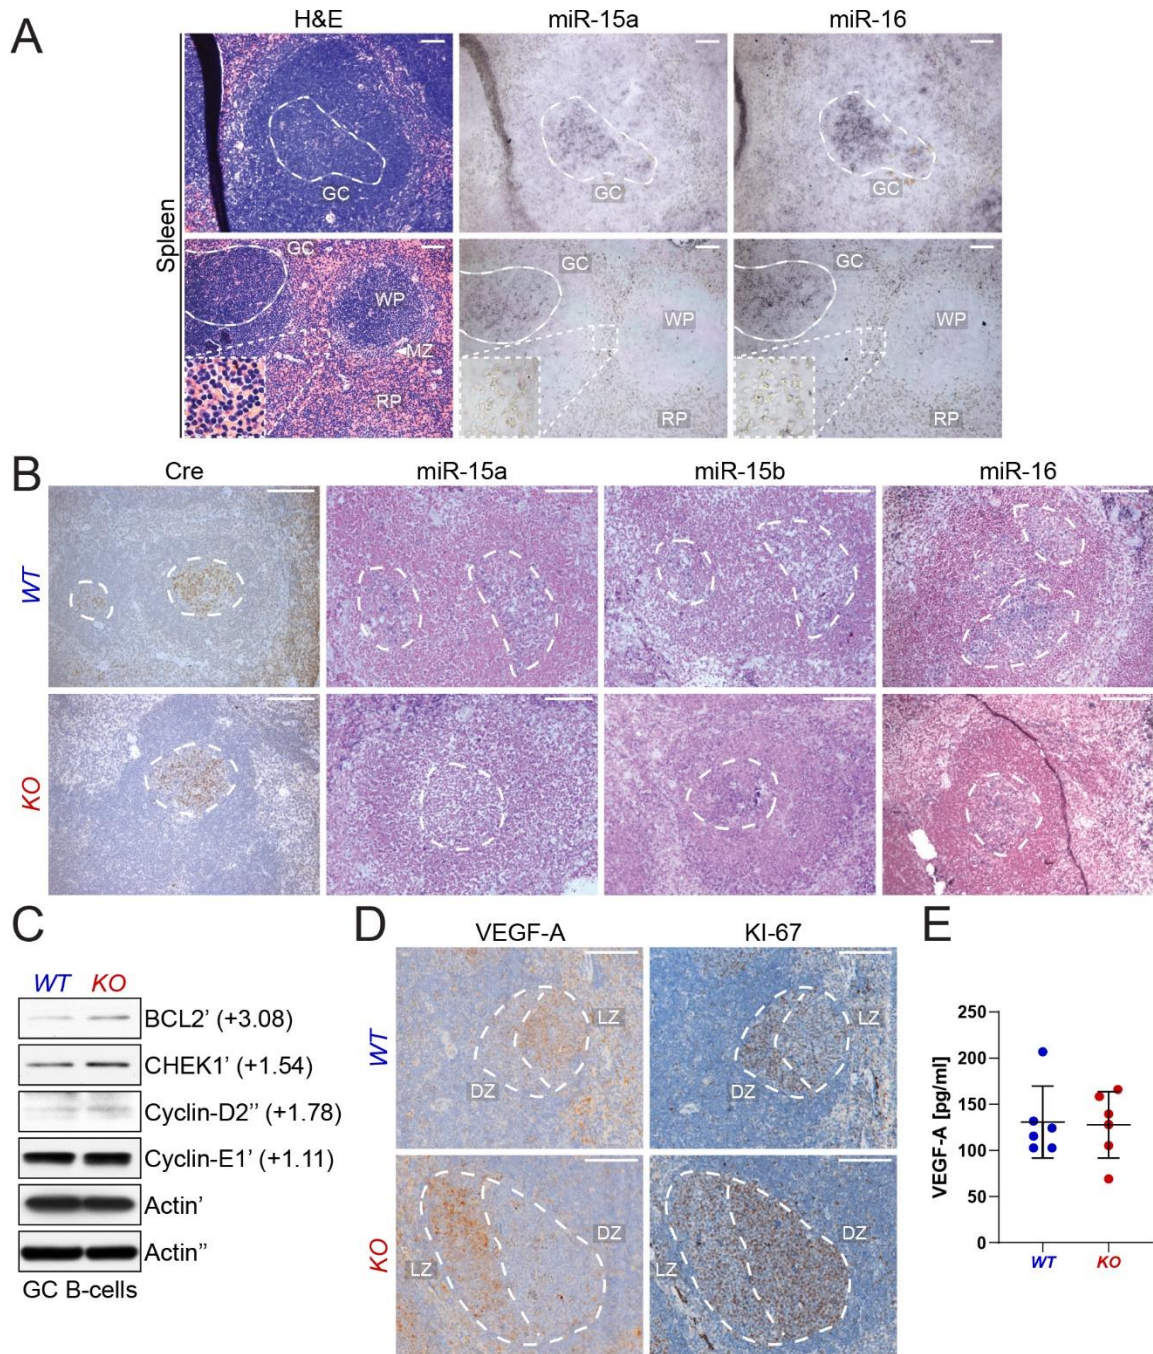 A
H&E miR-15a miR-16
Spleen
GC GC GC
GC WP MZ RP
GC WP RP
GC WP RP
B
Cre miR-15a miR-15b miR-16
WT
KO
C
WT KO
BCL2' (+3.08)
CHEK1' (+1.54)
Cyclin-D2'' (+1.78)
Cyclin-E1' (+1.11)
Actin'
Actin''
GC B-cells
D
VEGF-A KI-67
WT
LZ DZ
LZ DZ
KO
DZ LZ
DZ LZ
E
VEGF-A [pg/ml]
250
200
150
100
50
0
WT KO